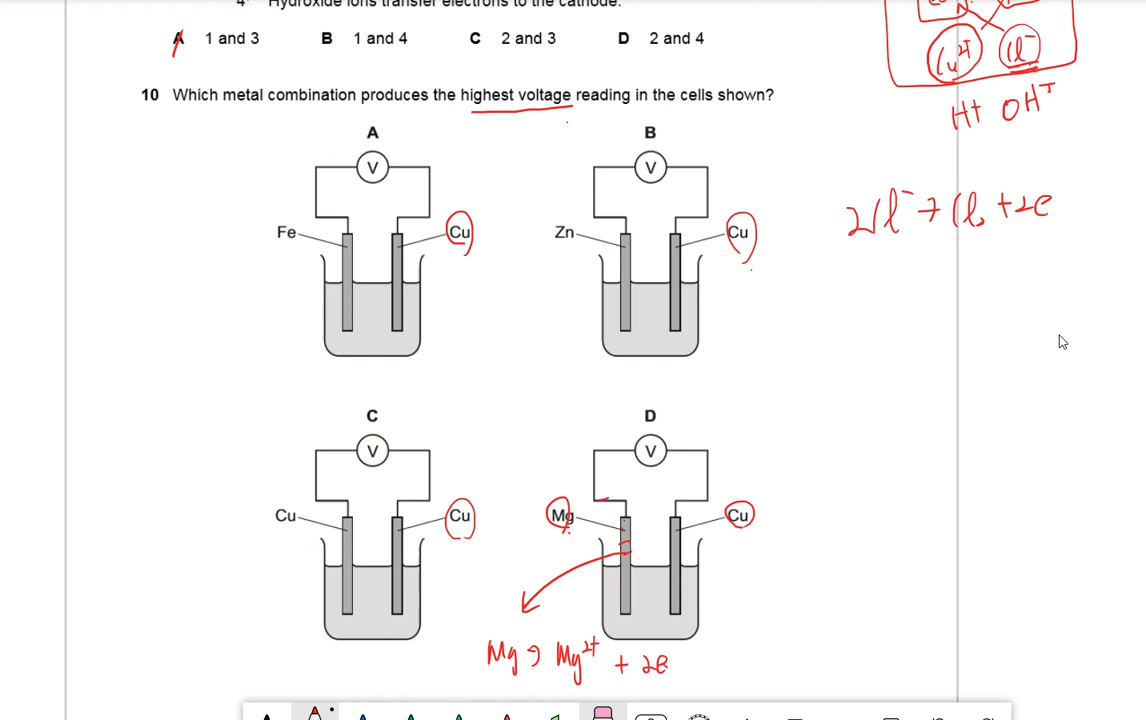 4 Hydroxide ions transfer electrons to the cathode.
A 1 and 3 B 1 and 4 C 2 and 3 D 2 and 4
Cu²⁺ Cl⁻
H+ OH
10 Which metal combination produces the highest voltage reading in the cells shown?
A B
V V
2Cl⁻ → Cl₂ + 2e
Fe Cu Zn Cu
C D
V V
Cu Cu Mg Cu
Mg → Mg²⁺ + 2e